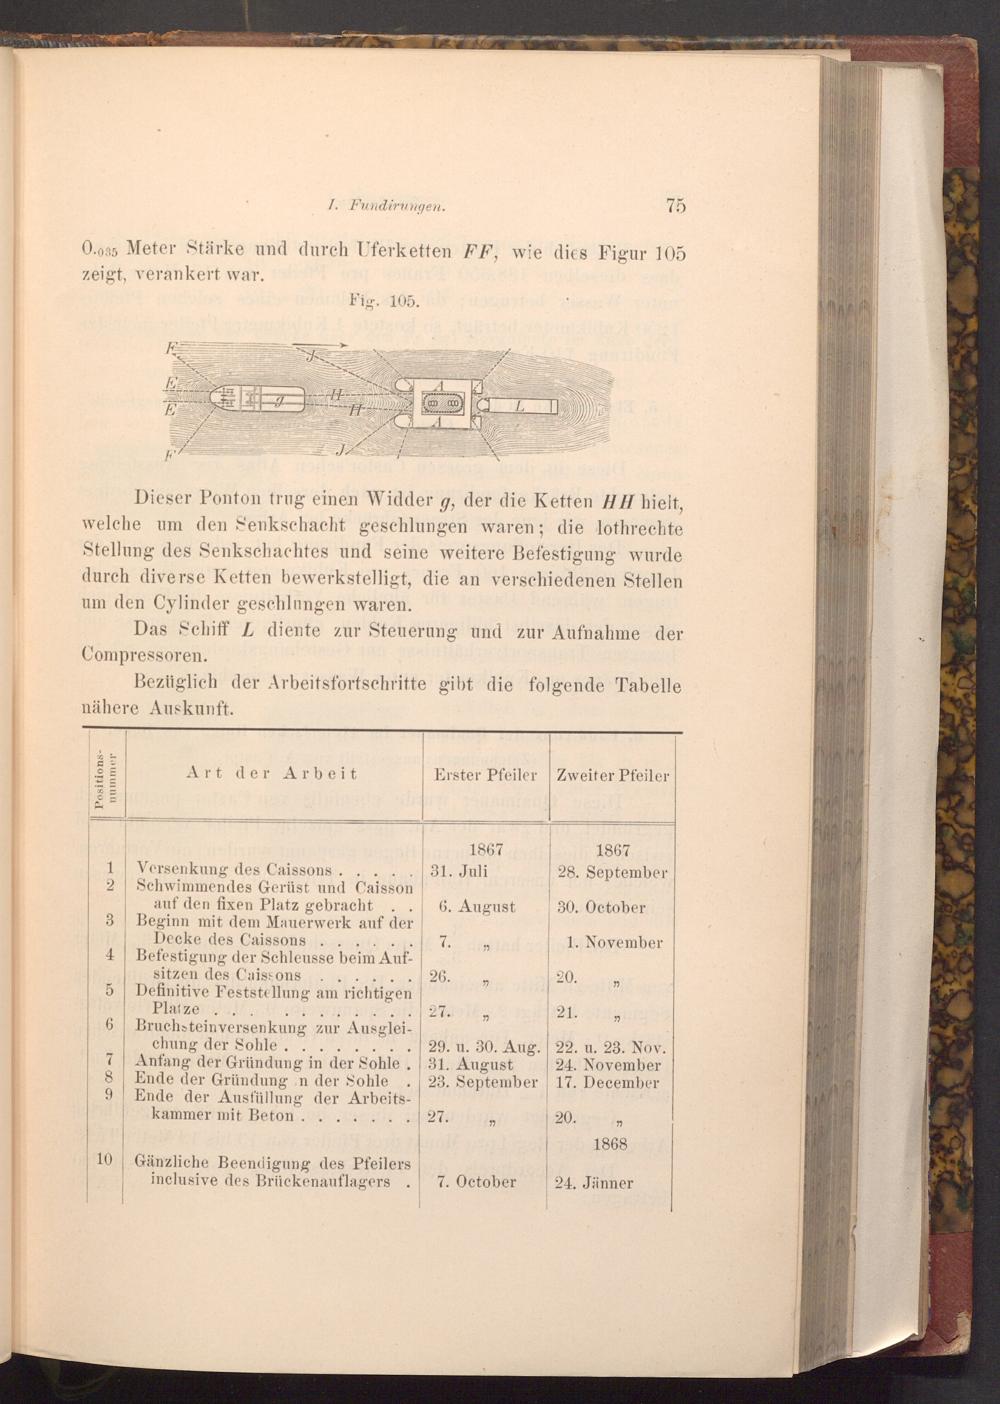 I. Fundirungen. 75
0.035 Meter Stärke und durch Uferketten FF, wie dies Figur 105
zeigt, verankert war.
Fig. 105.
F J
E A
H
g L
E H
A
F J
Dieser Ponton trug einen Widder g, der die Ketten HH hielt,
welche um den Senkschacht geschlungen waren; die lothrechte
Stellung des Senkschachtes und seine weitere Befestigung wurde
durch diverse Ketten bewerkstelligt, die an verschiedenen Stellen
um den Cylinder geschlungen waren.
Das Schiff L diente zur Steuerung und zur Aufnahme der
Compressoren.
Bezüglich der Arbeitsfortschritte gibt die folgende Tabelle
nähere Auskunft.
Positions-
nummer
Art der Arbeit Erster Pfeiler Zweiter Pfeiler
1867 1867
1 Versenkung des Caissons . . . . . 31. Juli 28. September
2 Schwimmendes Gerüst und Caisson
auf den fixen Platz gebracht . . 6. August 30. October
3 Beginn mit dem Mauerwerk auf der
Decke des Caissons . . . . . . 7. „ 1. November
4 Befestigung der Schleusse beim Auf-
sitzen des Caissons . . . . . . 26. „ 20. „
5 Definitive Feststellung am richtigen
Platze . . . . . . . . . . 27. „ 21. „
6 Bruchsteinversenkung zur Ausglei-
chung der Sohle . . . . . . . . 29. u. 30. Aug. 22. u. 23. Nov.
7 Anfang der Gründung in der Sohle . 31. August 24. November
8 Ende der Gründung n der Sohle . 23. September 17. December
9 Ende der Ausfüllung der Arbeits-
kammer mit Beton . . . . . . . 27. „ 20. „
1868
10 Gänzliche Beendigung des Pfeilers
inclusive des Brückenauflagers . 7. October 24. Jänner